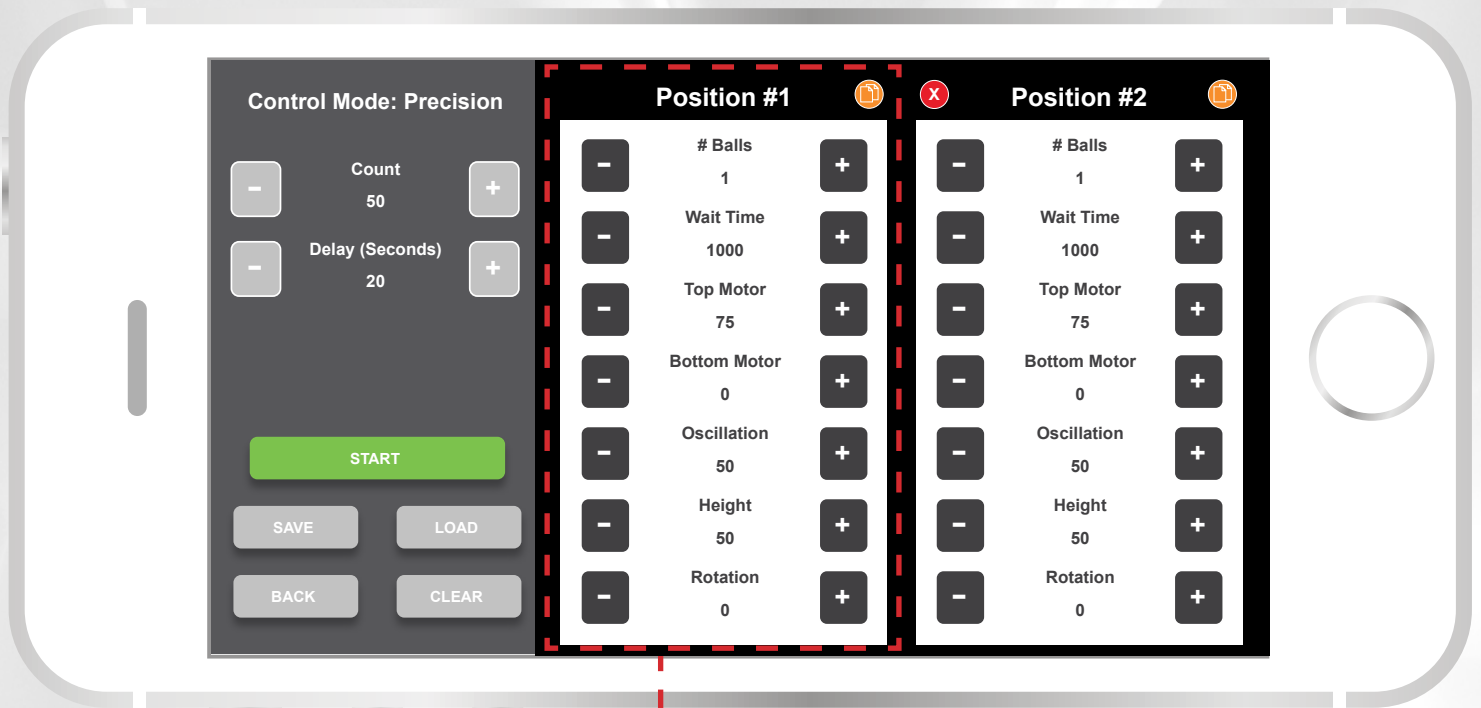 Control Mode: Precision
-
Count
50
+
-
Delay (Seconds)
20
+
START
SAVE
LOAD
BACK
CLEAR
Position #1
-
# Balls
1
+
-
Wait Time
1000
+
-
Top Motor
75
+
-
Bottom Motor
0
+
-
Oscillation
50
+
-
Height
50
+
-
Rotation
0
+
X
Position #2
-
# Balls
1
+
-
Wait Time
1000
+
-
Top Motor
75
+
-
Bottom Motor
0
+
-
Oscillation
50
+
-
Height
50
+
-
Rotation
0
+